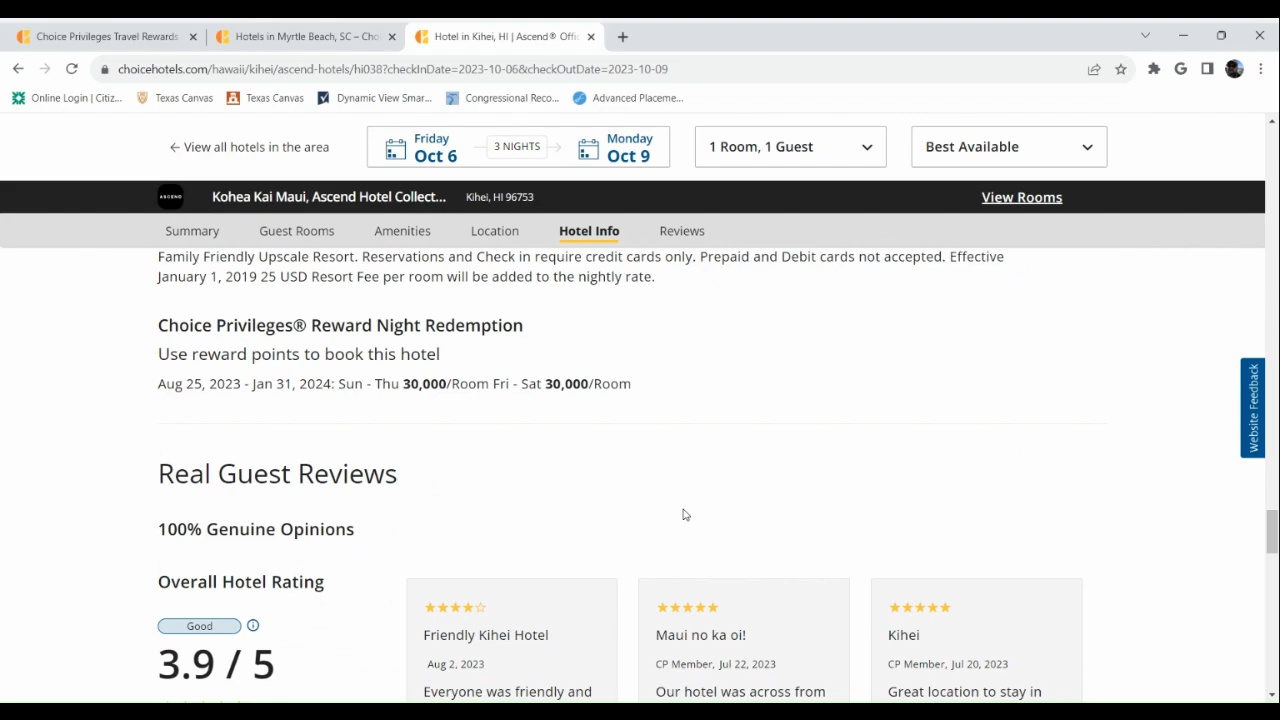 Choice Privileges Travel Rewards
Hotels in Myrtle Beach, SC – Cho
Hotel in Kihei, HI | Ascend® Offi
choicehotels.com/hawaii/kihei/ascend-hotels/hi038?checkInDate=2023-10-06&checkOutDate=2023-10-09
Online Login | Citiz...
Texas Canvas
Texas Canvas
Dynamic View Smar...
Congressional Reco...
Advanced Placeme...
← View all hotels in the area
Friday
Oct 6
3 NIGHTS
Monday
Oct 9
1 Room, 1 Guest
Best Available
ASCEND
Kohea Kai Maui, Ascend Hotel Collect...
Kihei, HI 96753
View Rooms
Summary
Guest Rooms
Amenities
Location
Hotel Info
Reviews
Family Friendly Upscale Resort. Reservations and Check in require credit cards only. Prepaid and Debit cards not accepted. Effective
January 1, 2019 25 USD Resort Fee per room will be added to the nightly rate.
Choice Privileges® Reward Night Redemption
Use reward points to book this hotel
Aug 25, 2023 - Jan 31, 2024: Sun - Thu 30,000/Room Fri - Sat 30,000/Room
Website Feedback
Real Guest Reviews
100% Genuine Opinions
Overall Hotel Rating
Good
3.9 / 5
Friendly Kihei Hotel
Aug 2, 2023
Everyone was friendly and
Maui no ka oi!
CP Member, Jul 22, 2023
Our hotel was across from
Kihei
CP Member, Jul 20, 2023
Great location to stay in